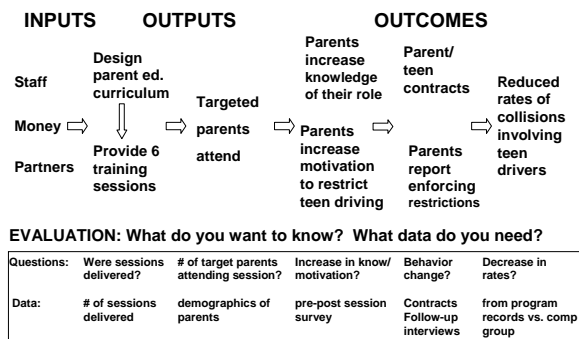 INPUTS OUTPUTS OUTCOMES
Staff
Money
Partners
Design
parent ed.
curriculum
Provide 6
training
sessions
Targeted
parents
attend
Parents
increase
knowledge
of their role
Parents
increase
motivation
to restrict
teen driving
Parent/
teen
contracts
Parents
report
enforcing
restrictions
Reduced
rates of
collisions
involving
teen
drivers
EVALUATION: What do you want to know? What data do you need?
Questions: Were sessions # of target parents Increase in know/ Behavior Decrease in
delivered? attending session? motivation? change? rates?
Data: # of sessions demographics of pre-post session Contracts from program
delivered parents survey Follow-up records vs. comp
interviews group